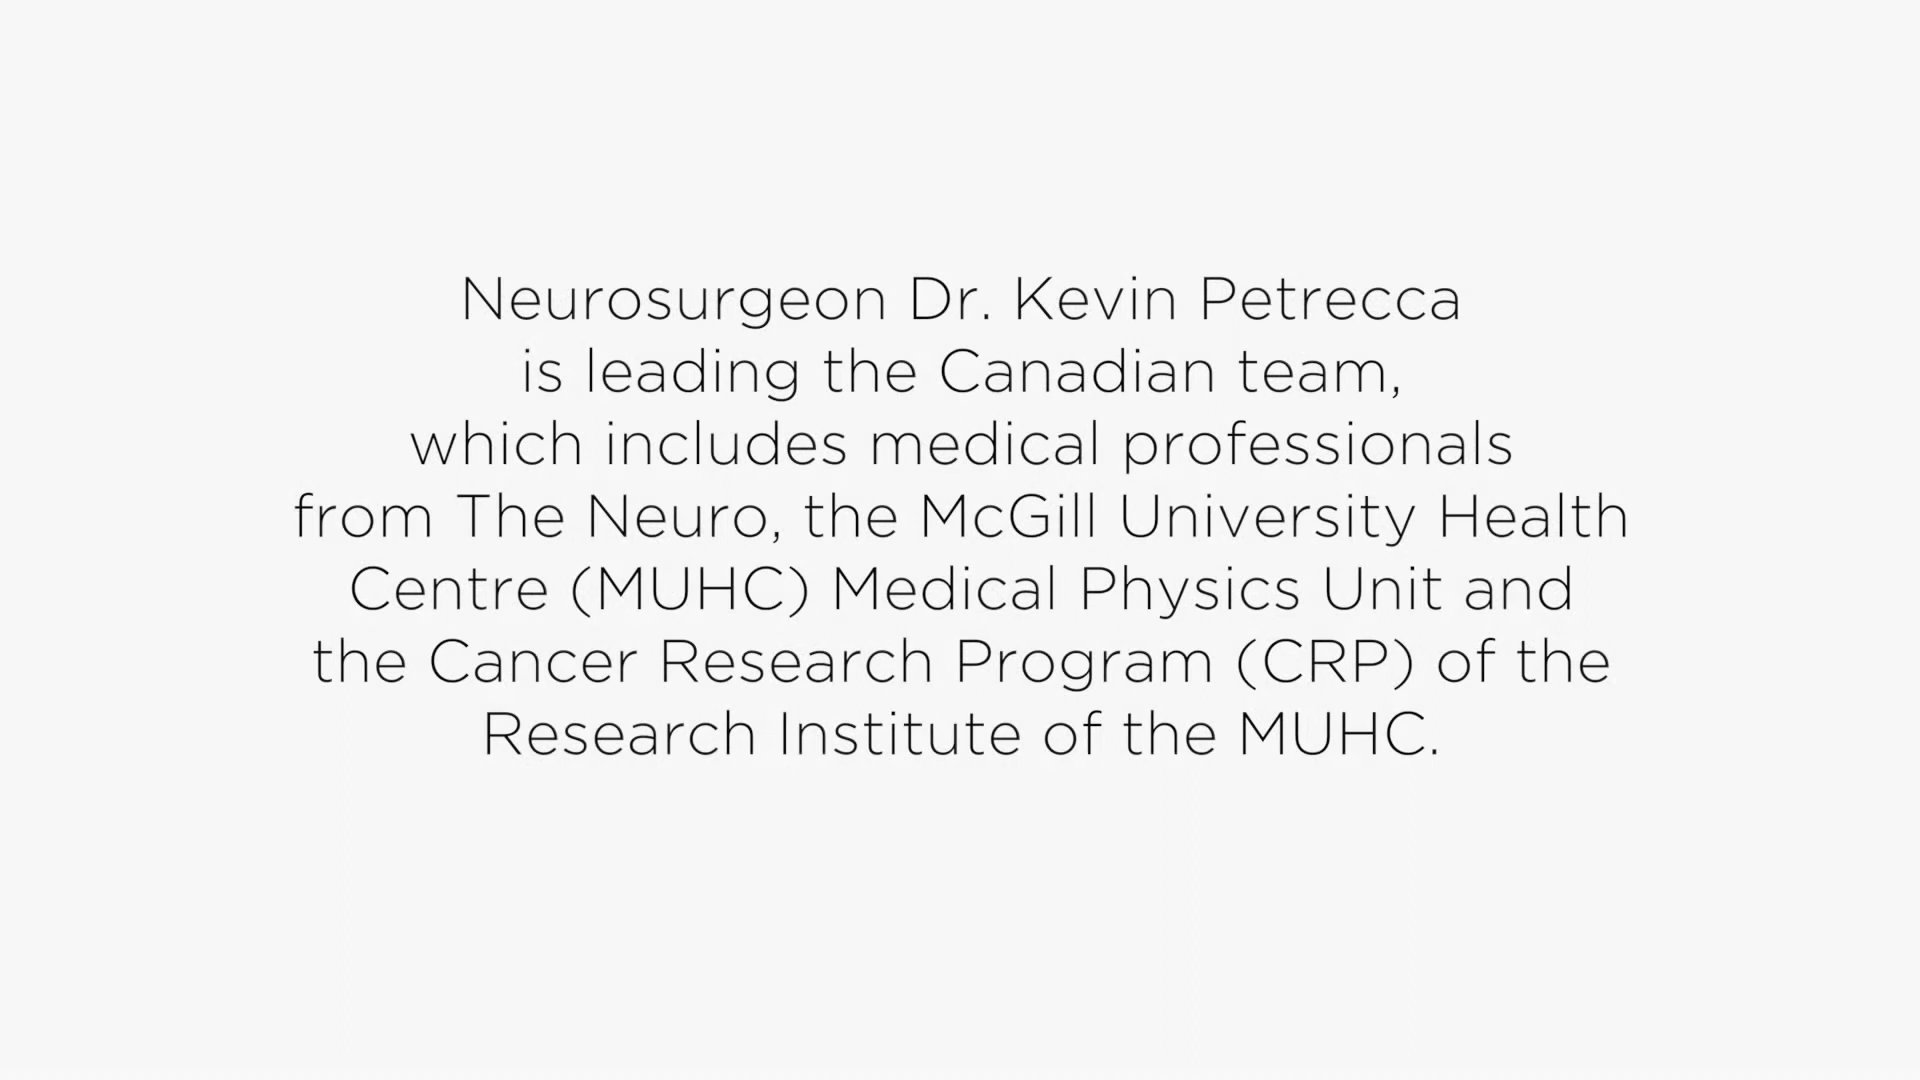 Neurosurgeon Dr. Kevin Petrecca
is leading the Canadian team,
which includes medical professionals
from The Neuro, the McGill University Health
Centre (MUHC) Medical Physics Unit and
the Cancer Research Program (CRP) of the
Research Institute of the MUHC.